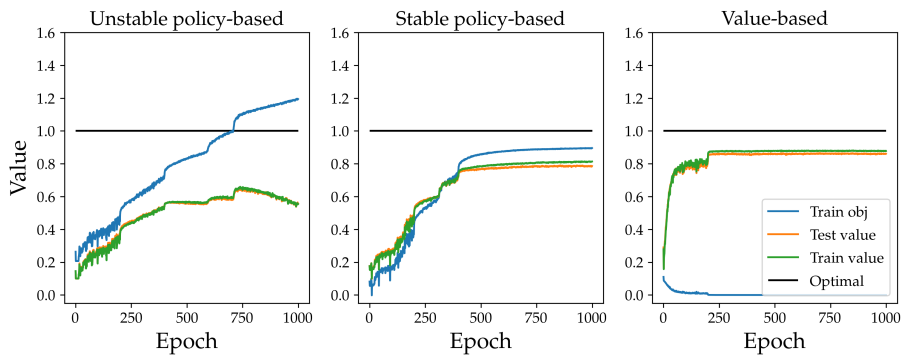 Unstable policy-based
Stable policy-based
Value-based
Value
1.6
1.4
1.2
1.0
0.8
0.6
0.4
0.2
0.0
0 250 500 750 1000
Epoch
1.6
1.4
1.2
1.0
0.8
0.6
0.4
0.2
0.0
0 250 500 750 1000
Epoch
1.6
1.4
1.2
1.0
0.8
0.6
0.4
0.2
0.0
Train obj
Test value
Train value
Optimal
0 250 500 750 1000
Epoch